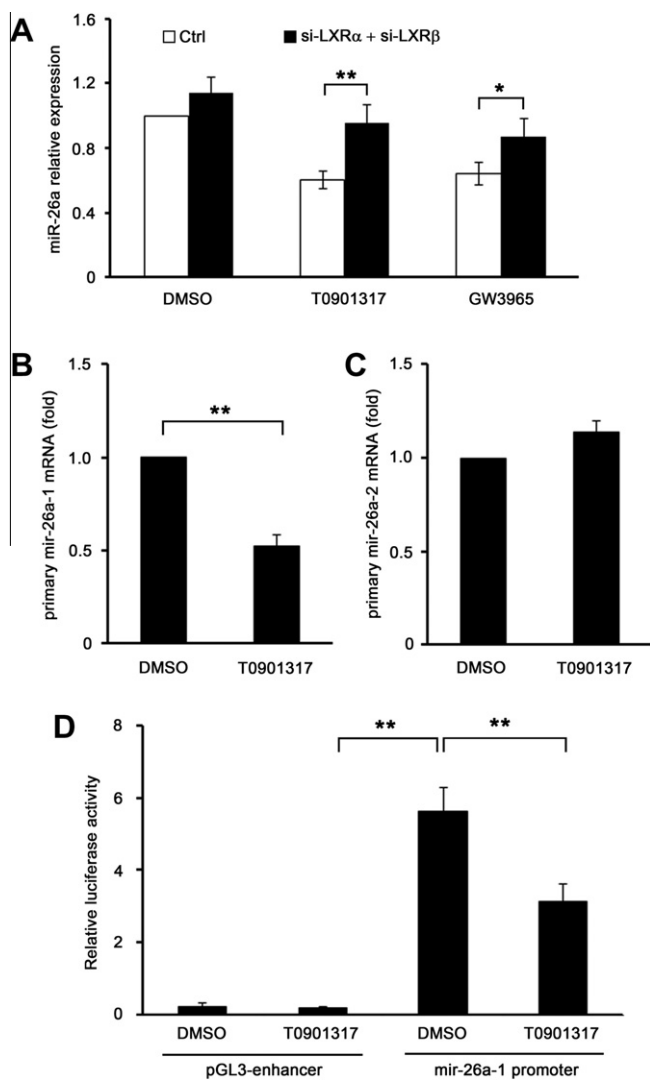 A
Ctrl
si-LXRα + si-LXRβ
miR-26a relative expression
1.6
1.2
0.8
0.4
0
**
*
DMSO
T0901317
GW3965
B
primary mir-26a-1 mRNA (fold)
1.5
1.0
0.5
0
**
DMSO
T0901317
C
primary mir-26a-2 mRNA (fold)
1.5
1.0
0.5
0
DMSO
T0901317
D
Relative luciferase activity
8
6
4
2
0
**
**
DMSO
T0901317
DMSO
T0901317
pGL3-enhancer
mir-26a-1 promoter